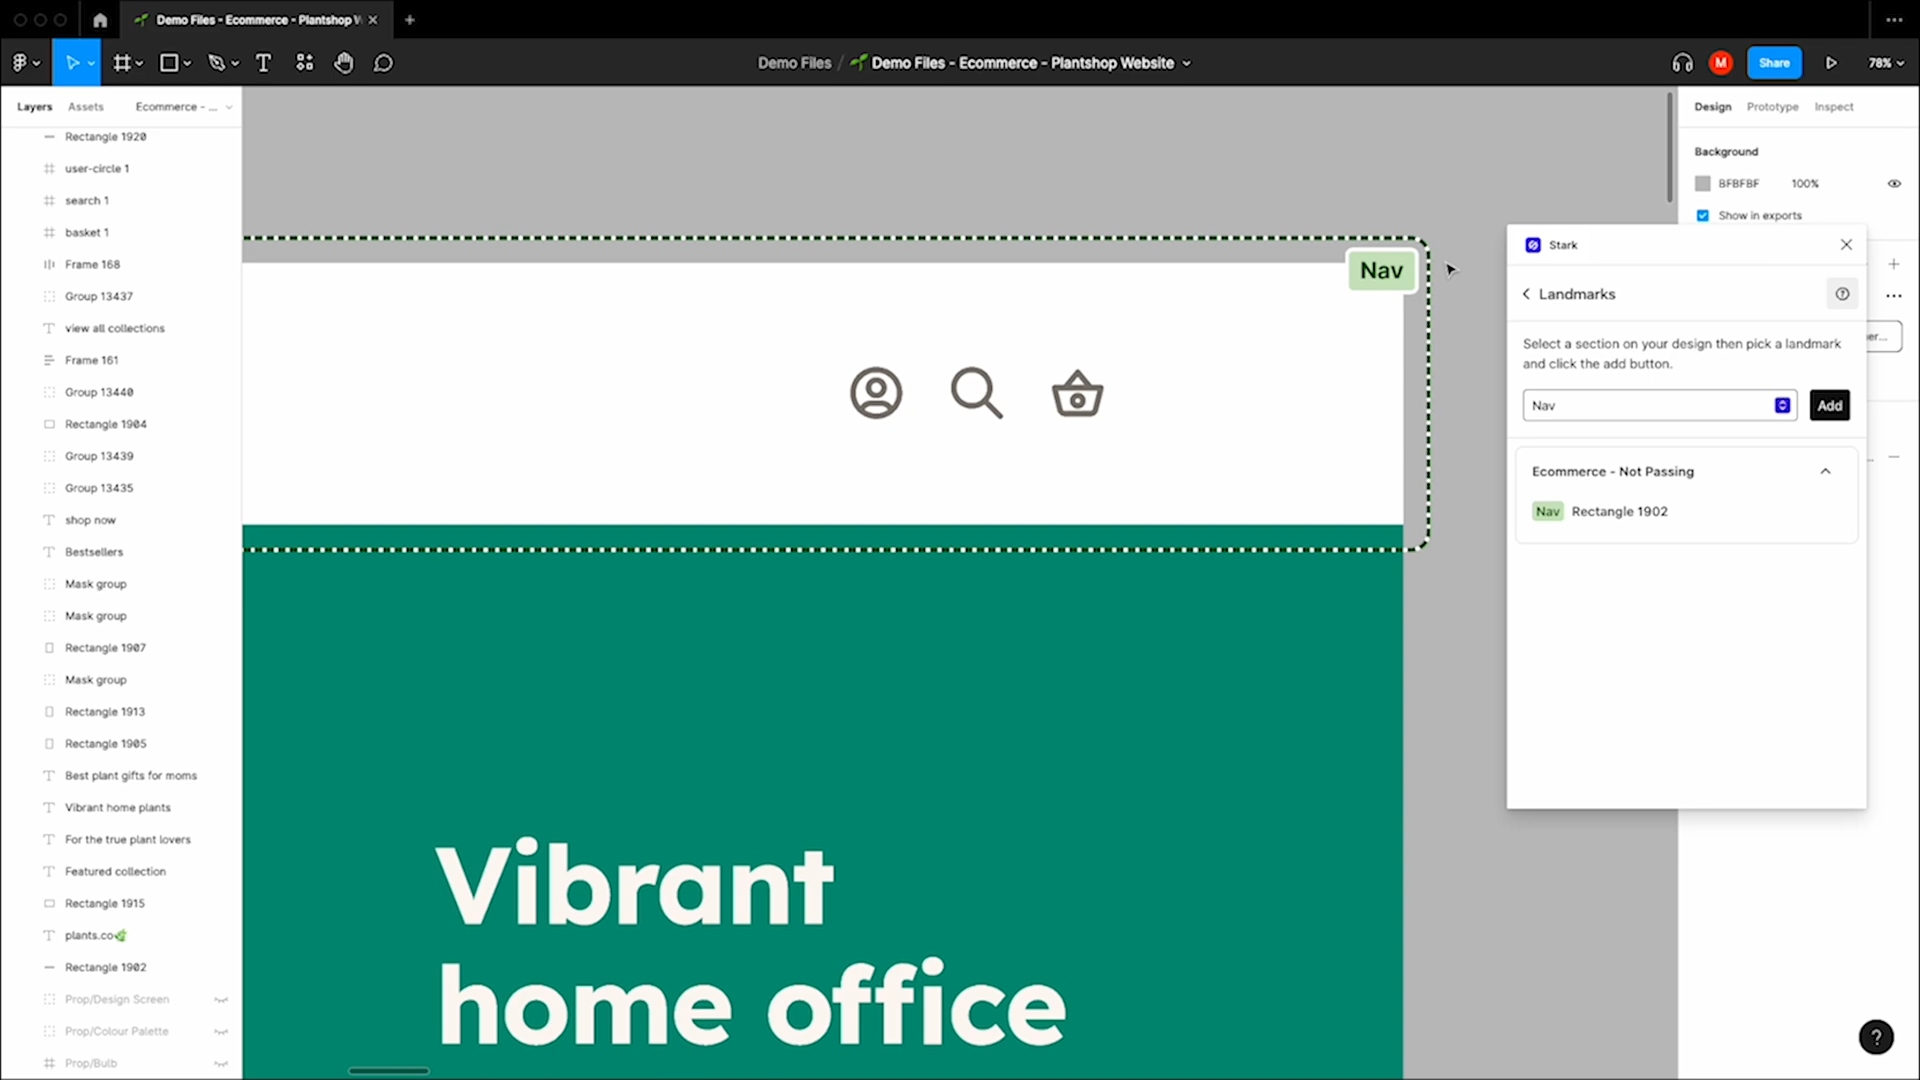 Demo Files - Ecommerce - Plantshop W
Demo Files / Demo Files - Ecommerce - Plantshop Website
M
Share
78%
Layers
Assets
Ecommerce - ...
Rectangle 1920
user-circle 1
search 1
basket 1
Frame 168
Group 13437
view all collections
Frame 161
Group 13440
Rectangle 1904
Group 13439
Group 13435
shop now
Bestsellers
Mask group
Mask group
Rectangle 1907
Mask group
Rectangle 1913
Rectangle 1905
Best plant gifts for moms
Vibrant home plants
For the true plant lovers
Featured collection
Rectangle 1915
plants.co🌿
Rectangle 1902
Prop/Design Screen
Prop/Colour Palette
Prop/Bulb
Nav
Vibrant
home office
Design
Prototype
Inspect
Background
BFBFBF
100%
Show in exports
er...
Stark
Landmarks
Select a section on your design then pick a landmark
and click the add button.
Nav
Add
Ecommerce - Not Passing
Nav Rectangle 1902
?